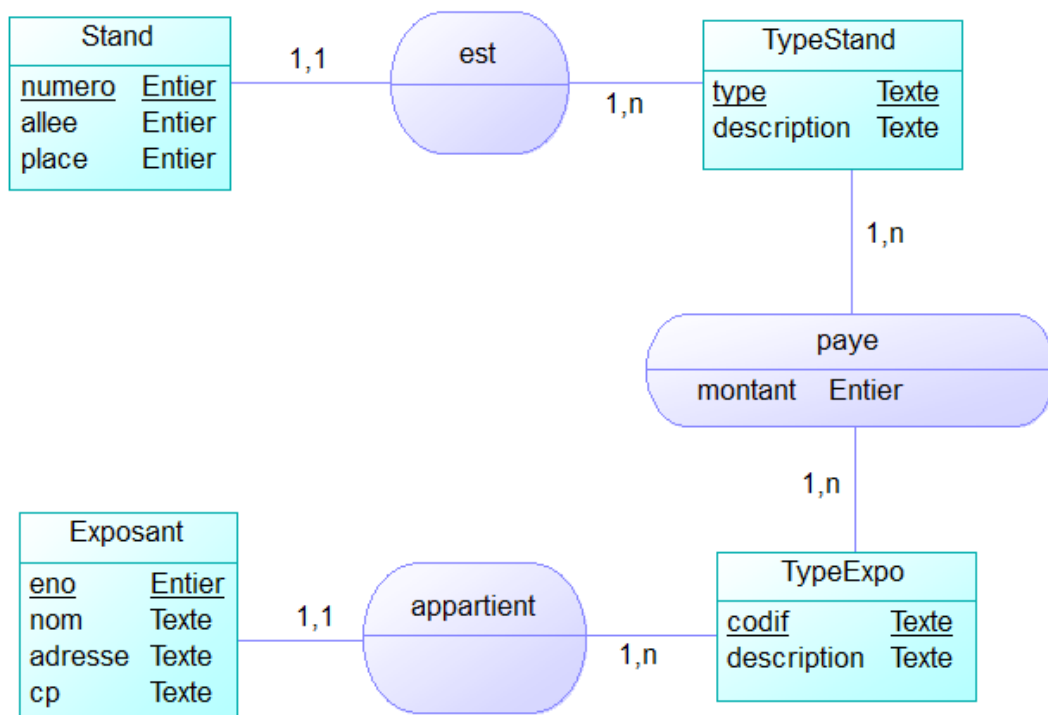 Stand
numero Entier
allee Entier
place Entier
1,1
est
1,n
TypeStand
type Texte
description Texte
1,n
paye
montant Entier
1,n
Exposant
eno Entier
nom Texte
adresse Texte
cp Texte
1,1
appartient
1,n
TypeExpo
codif Texte
description Texte